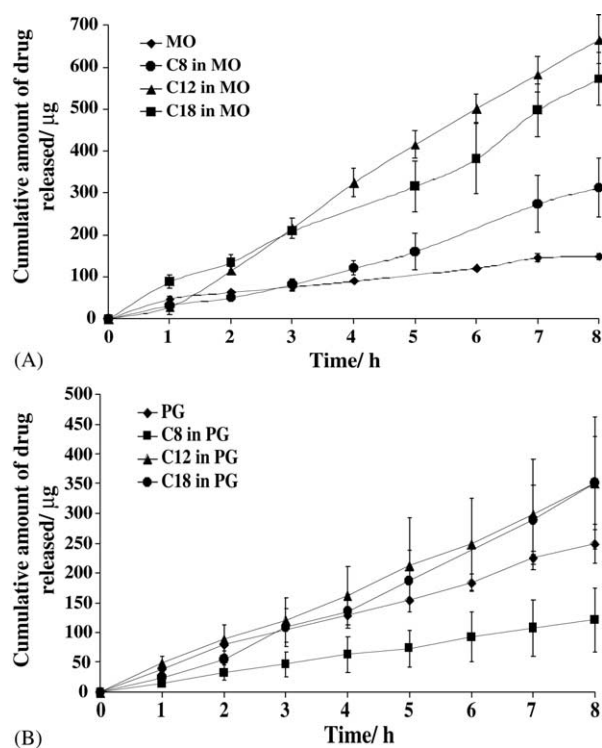 700
600
500
400
300
200
100
0
Cumulative amount of drug
released/ µg
MO
C8 in MO
C12 in MO
C18 in MO
0 1 2 3 4 5 6 7 8
Time/ h
(A)
500
450
400
350
300
250
200
150
100
50
0
Cumulative amount of drug
released/ µg
PG
C8 in PG
C12 in PG
C18 in PG
0 1 2 3 4 5 6 7 8
Time/ h
(B)